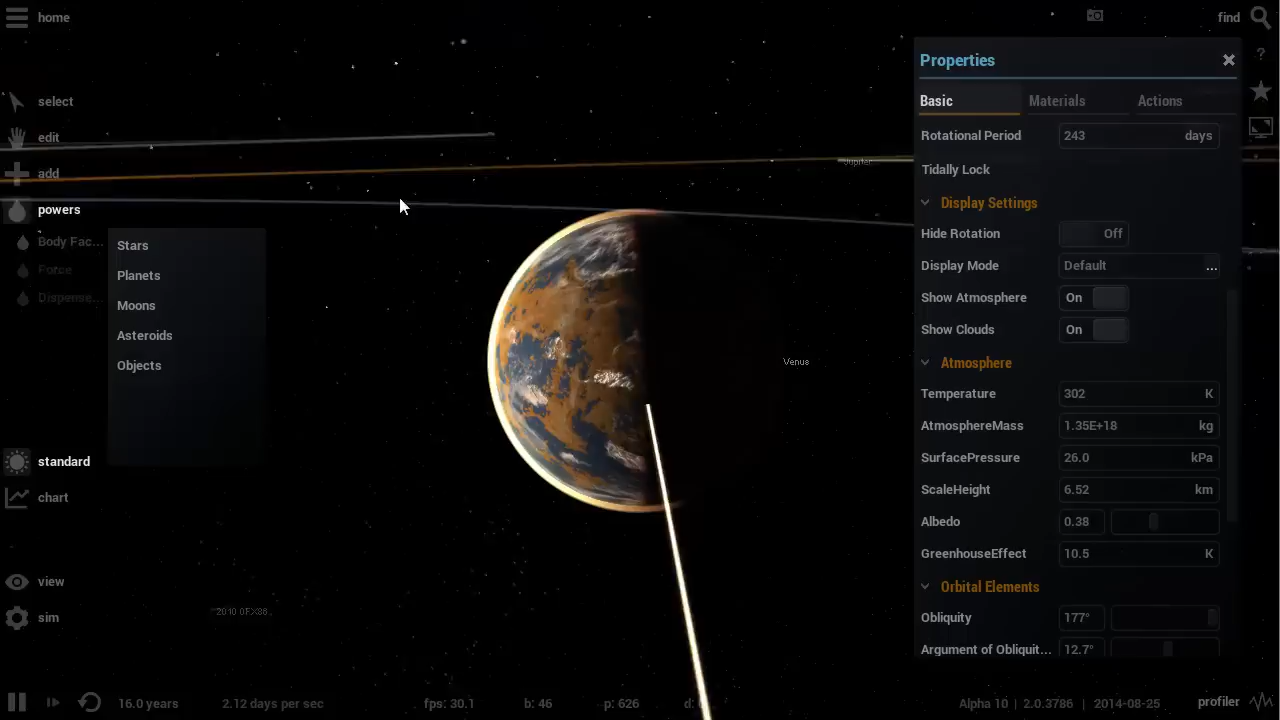 home
find
select
edit
add
powers
Body Fac...
Force
Dispense...
Stars
Planets
Moons
Asteroids
Objects
standard
chart
view
sim
Jupiter
Venus
Properties
Basic
Materials
Actions
Rotational Period 243 days
Tidally Lock
Display Settings
Hide Rotation Off
Display Mode Default ...
Show Atmosphere On
Show Clouds On
Atmosphere
Temperature 302 K
AtmosphereMass 1.35E+18 kg
SurfacePressure 26.0 kPa
ScaleHeight 6.52 km
Albedo 0.38
GreenhouseEffect 10.5 K
Orbital Elements
Obliquity 177°
Argument of Obliquit... 12.7°
16.0 years
2.12 days per sec
fps: 30.1
b: 46
p: 626
Alpha 10 | 2.0.3786 | 2014-08-25
profiler